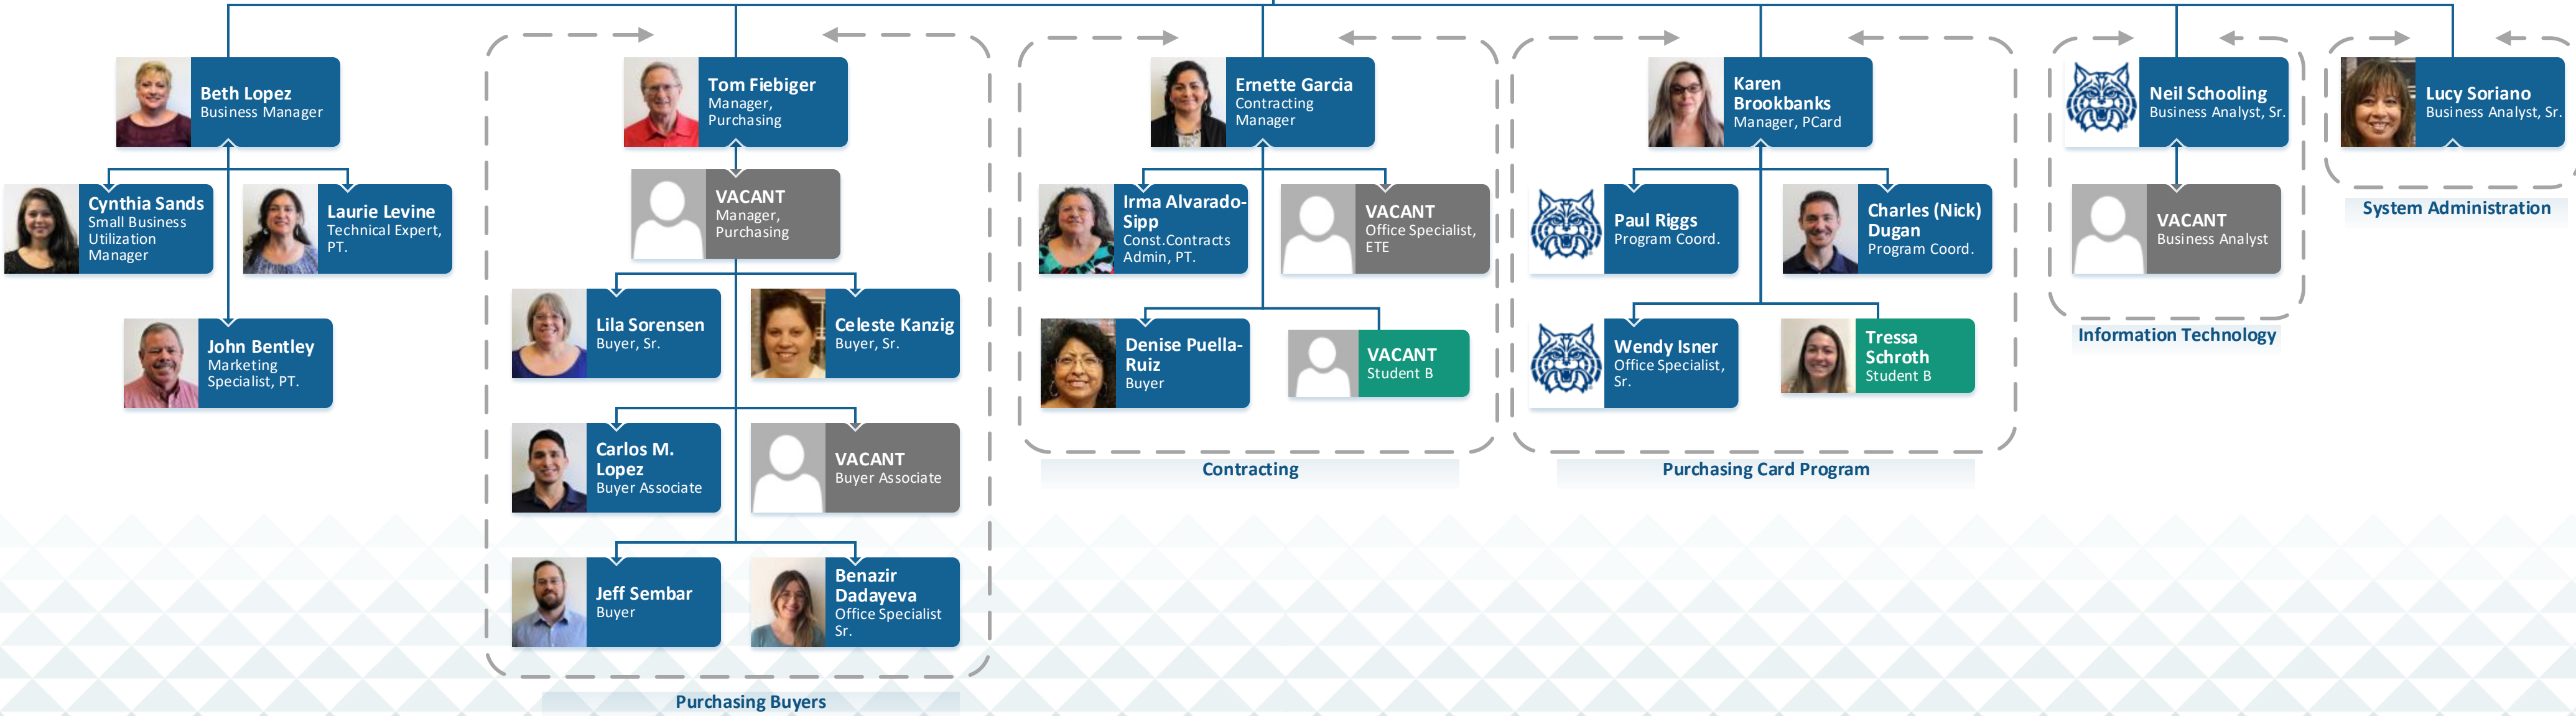 Beth Lopez
Business Manager
Cynthia Sands
Small Business
Utilization
Manager
Laurie Levine
Technical Expert,
PT.
John Bentley
Marketing
Specialist, PT.
Tom Fiebiger
Manager,
Purchasing
VACANT
Manager,
Purchasing
Lila Sorensen
Buyer, Sr.
Celeste Kanzig
Buyer, Sr.
Carlos M.
Lopez
Buyer Associate
VACANT
Buyer Associate
Jeff Sembar
Buyer
Benazir
Dadayeva
Office Specialist
Sr.
Purchasing Buyers
Ernette Garcia
Contracting
Manager
Irma Alvarado-
Sipp
Const.Contracts
Admin, PT.
VACANT
Office Specialist,
ETE
Denise Puella-
Ruiz
Buyer
VACANT
Student B
Contracting
Karen
Brookbanks
Manager, PCard
Paul Riggs
Program Coord.
Charles (Nick)
Dugan
Program Coord.
Wendy Isner
Office Specialist,
Sr.
Tressa
Schroth
Student B
Purchasing Card Program
Neil Schooling
Business Analyst, Sr.
VACANT
Business Analyst
Information Technology
Lucy Soriano
Business Analyst, Sr.
System Administration